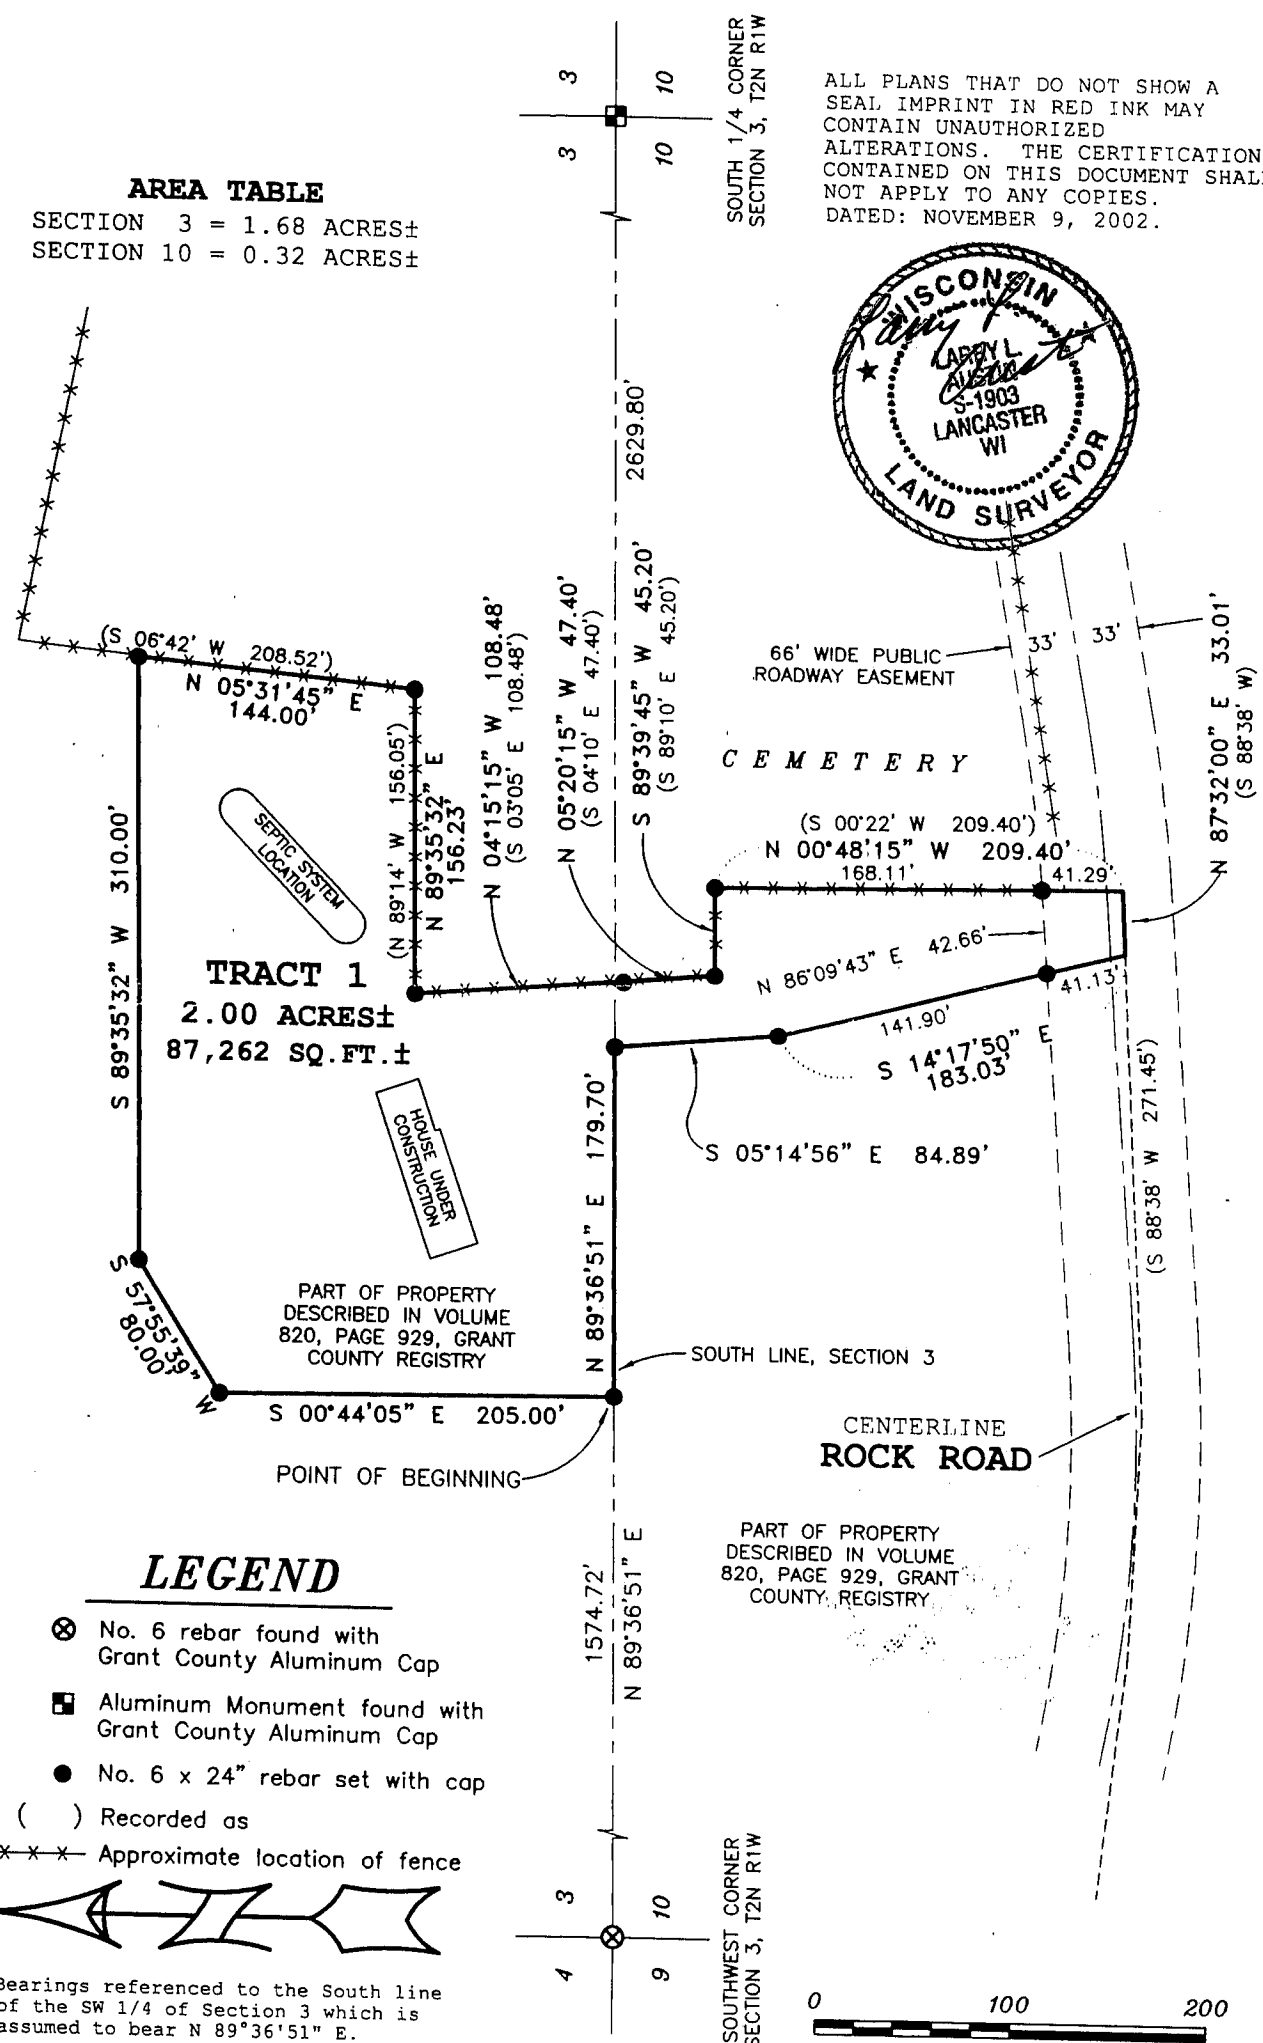 3
10
3
10
SOUTH 1/4 CORNER
SECTION 3, T2N R1W
ALL PLANS THAT DO NOT SHOW A
SEAL IMPRINT IN RED INK MAY
CONTAIN UNAUTHORIZED
ALTERATIONS. THE CERTIFICATION
CONTAINED ON THIS DOCUMENT SHALL
NOT APPLY TO ANY COPIES.
DATED: NOVEMBER 9, 2002.
AREA TABLE
SECTION 3 = 1.68 ACRES±
SECTION 10 = 0.32 ACRES±
WISCONSIN
LARRY L.
AUSTIN
S-1903
LANCASTER
WI
LAND SURVEYOR
2629.80'
(S 06°42' W 208.52')
N 05°31'45" E
144.00'
(N 89°14' W 156.05')
N 89°35'32" E
156.23'
N 04°15'15" W 108.48'
(S 03°05' E 108.48')
N 05°20'15" W 47.40'
(S 04°10' E 47.40')
S 89°39'45" W 45.20'
(S 89°10' E 45.20')
66' WIDE PUBLIC
ROADWAY EASEMENT
33'
33'
N 87°32'00" E 33.01'
(S 88°38' W)
CEMETERY
(S 00°22' W 209.40')
N 00°48'15" W 209.40'
168.11'
41.29'
S 89°35'32" W 310.00'
SEPTIC SYSTEM
LOCATION
TRACT 1
2.00 ACRES±
87,262 SQ.FT.±
N 86°09'43" E 42.66'
41.13'
141.90'
S 14°17'50" E
183.03'
HOUSE UNDER
CONSTRUCTION
N 89°36'51" E 179.70'
S 05°14'56" E 84.89'
(S 88°38' W 271.45')
S 57°55'39" W
80.00'
PART OF PROPERTY
DESCRIBED IN VOLUME
820, PAGE 929, GRANT
COUNTY REGISTRY
SOUTH LINE, SECTION 3
S 00°44'05" E 205.00'
POINT OF BEGINNING
CENTERLINE
ROCK ROAD
1574.72'
N 89°36'51" E
PART OF PROPERTY
DESCRIBED IN VOLUME
820, PAGE 929, GRANT
COUNTY REGISTRY
LEGEND
No. 6 rebar found with
Grant County Aluminum Cap
Aluminum Monument found with
Grant County Aluminum Cap
No. 6 x 24" rebar set with cap
( ) Recorded as
Approximate location of fence
3
10
4
9
SOUTHWEST CORNER
SECTION 3, T2N R1W
Bearings referenced to the South line
of the SW 1/4 of Section 3 which is
assumed to bear N 89°36'51" E.
0 100 200